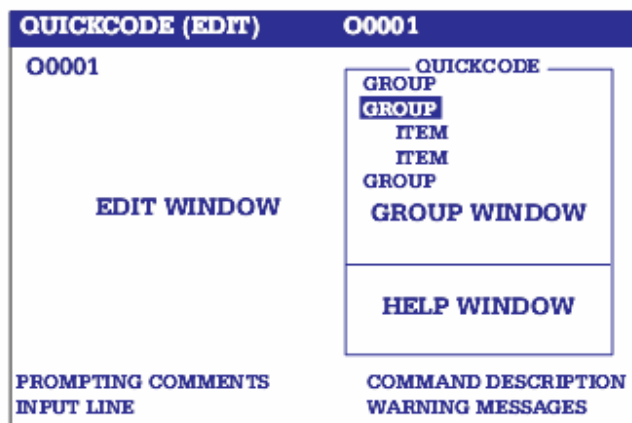 QUICKCODE (EDIT) O0001
O0001
QUICKCODE
GROUP
GROUP
ITEM
ITEM
GROUP
EDIT WINDOW
GROUP WINDOW
HELP WINDOW
PROMPTING COMMENTS
COMMAND DESCRIPTION
INPUT LINE
WARNING MESSAGES